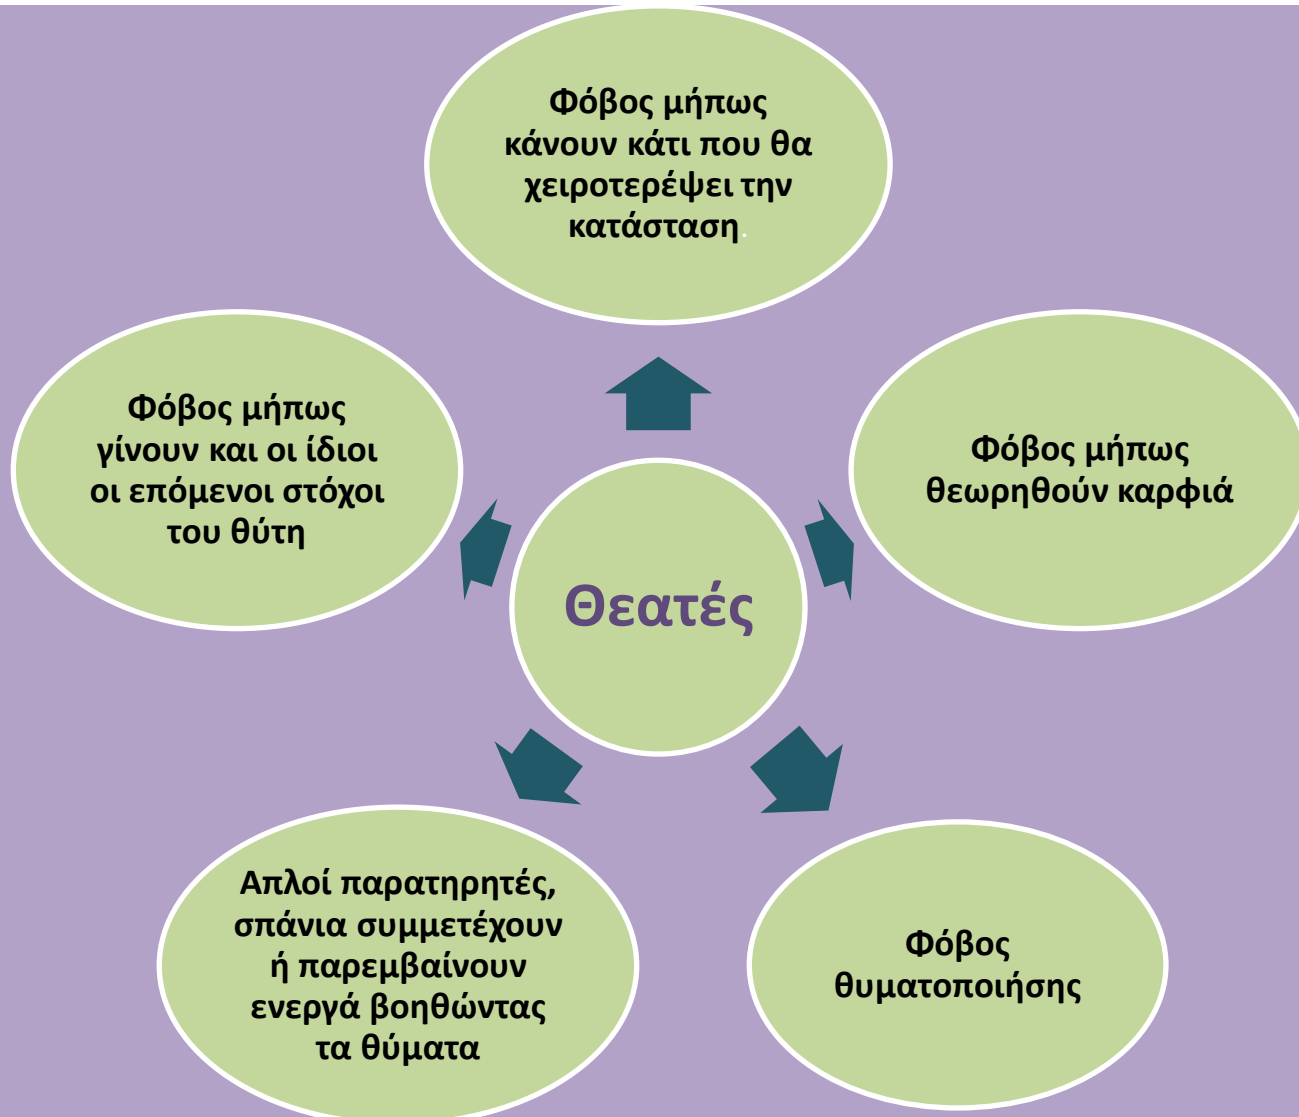 Φόβος μήπως
κάνουν κάτι που θα
χειροτερέψει την
κατάσταση.
Φόβος μήπως
γίνουν και οι ίδιοι
οι επόμενοι στόχοι
του θύτη
Φόβος μήπως
θεωρηθούν καρφιά
Θεατές
Απλοί παρατηρητές,
σπάνια συμμετέχουν
ή παρεμβαίνουν
ενεργά βοηθώντας
τα θύματα
Φόβος
θυματοποιήσης